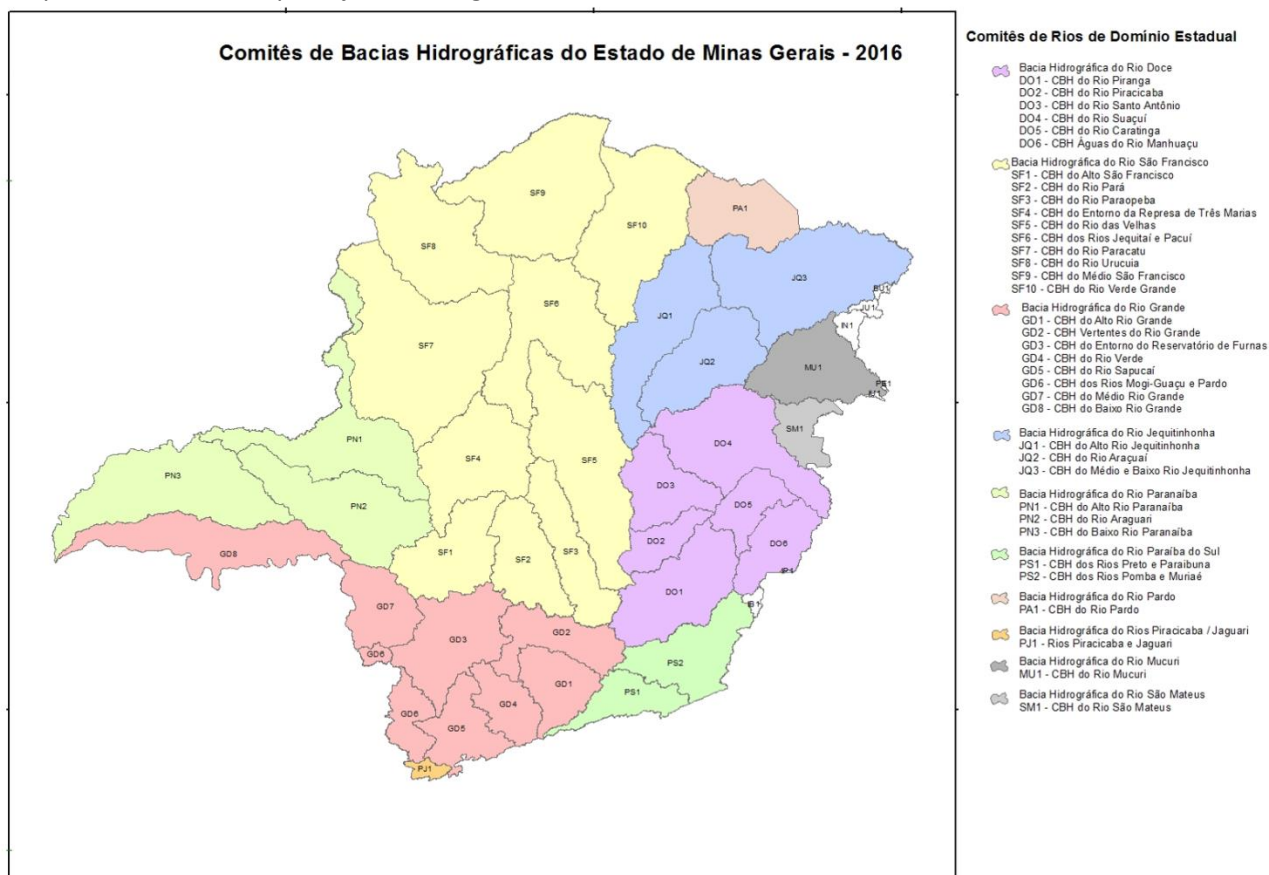 Comitês de Bacias Hidrográficas do Estado de Minas Gerais - 2016
SF9
PA1
SF10
SF8
JQ3
BU1
JU1
SF6
JQ1
IN1
SF7
JQ2
MU1
PE1
SM1
PN1
DO4
SF4
SF5
PN3
DO3
PN2
DO5
DO2
DO6
SF1
SF2
SF3
GD8
DO1
GD7
GD2
GD3
GD6
PS2
GD1
PS1
GD4
GD6
GD5
PJ1
Comitês de Rios de Domínio Estadual
Bacia Hidrográfica do Rio Doce
DO1 - CBH do Rio Piranga
DO2 - CBH do Rio Piracicaba
DO3 - CBH do Rio Santo Antônio
DO4 - CBH do Rio Suaçuí
DO5 - CBH do Rio Caratinga
DO6 - CBH Águas do Rio Manhuaçu
Bacia Hidrográfica do Rio São Francisco
SF1 - CBH do Alto São Francisco
SF2 - CBH do Rio Pará
SF3 - CBH do Rio Paraopeba
SF4 - CBH do Entorno da Represa de Três Marias
SF5 - CBH do Rio das Velhas
SF6 - CBH dos Rios Jequitaí e Pacuí
SF7 - CBH do Rio Paracatu
SF8 - CBH do Rio Urucuia
SF9 - CBH do Médio São Francisco
SF10 - CBH do Rio Verde Grande
Bacia Hidrográfica do Rio Grande
GD1 - CBH do Alto Rio Grande
GD2 - CBH Vertentes do Rio Grande
GD3 - CBH do Entorno do Reservatório de Furnas
GD4 - CBH do Rio Verde
GD5 - CBH do Rio Sapucaí
GD6 - CBH dos Rios Mogi-Guaçu e Pardo
GD7 - CBH do Médio Rio Grande
GD8 - CBH do Baixo Rio Grande
Bacia Hidrográfica do Rio Jequitinhonha
JQ1 - CBH do Alto Jequitinhonha
JQ2 - CBH do Rio Araçuaí
JQ3 - CBH do Médio e Baixo Rio Jequitinhonha
Bacia Hidrográfica do Rio Paranaíba
PN1 - CBH do Alto Rio Paranaíba
PN2 - CBH do Rio Araguari
PN3 - CBH do Baixo Rio Paranaíba
Bacia Hidrográfica do Rio Paraíba do Sul
PS1 - CBH dos Rios Preto e Paraibuna
PS2 - CBH dos Rios Pomba e Muriaé
Bacia Hidrográfica do Rio Pardo
PA1 - CBH do Rio Pardo
Bacia Hidrográfica do Rios Piracicaba / Jaguari
PJ1 - Rios Piracicaba e Jaguari
Bacia Hidrográfica do Rio Mucuri
MU1 - CBH do Rio Mucuri
Bacia Hidrográfica do Rio São Mateus
SM1 - CBH do Rio São Mateus